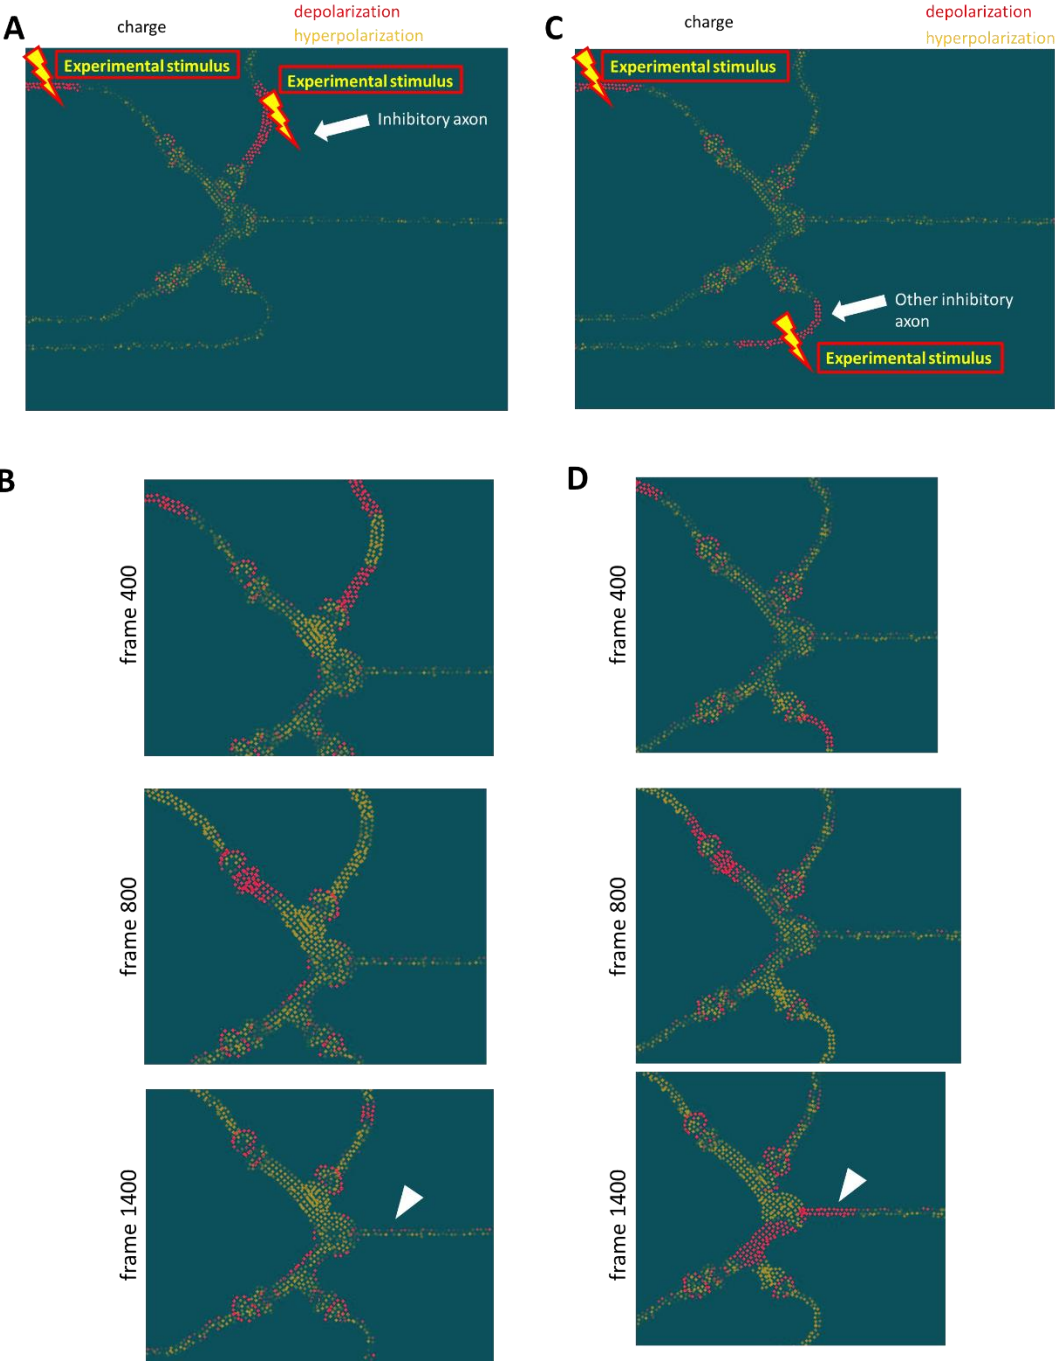 A
charge
depolarization
hyperpolarization
Experimental stimulus
Experimental stimulus
Inhibitory axon
C
charge
depolarization
hyperpolarization
Experimental stimulus
Other inhibitory
axon
Experimental stimulus
B
frame 400
frame 800
frame 1400
D
frame 400
frame 800
frame 1400